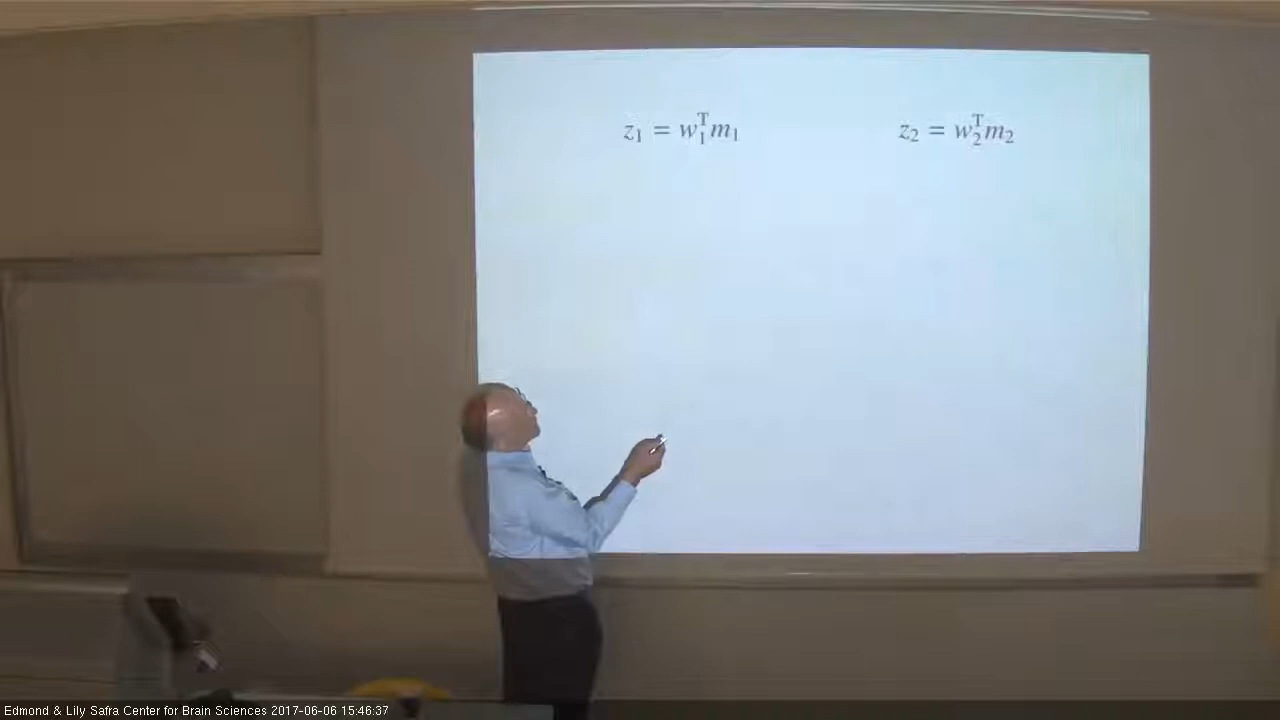 z₁ = w₁ᵀm₁ z₂ = w₂ᵀm₂
Edmond & Lily Safra Center for Brain Sciences 2017-06-06 15:46:37